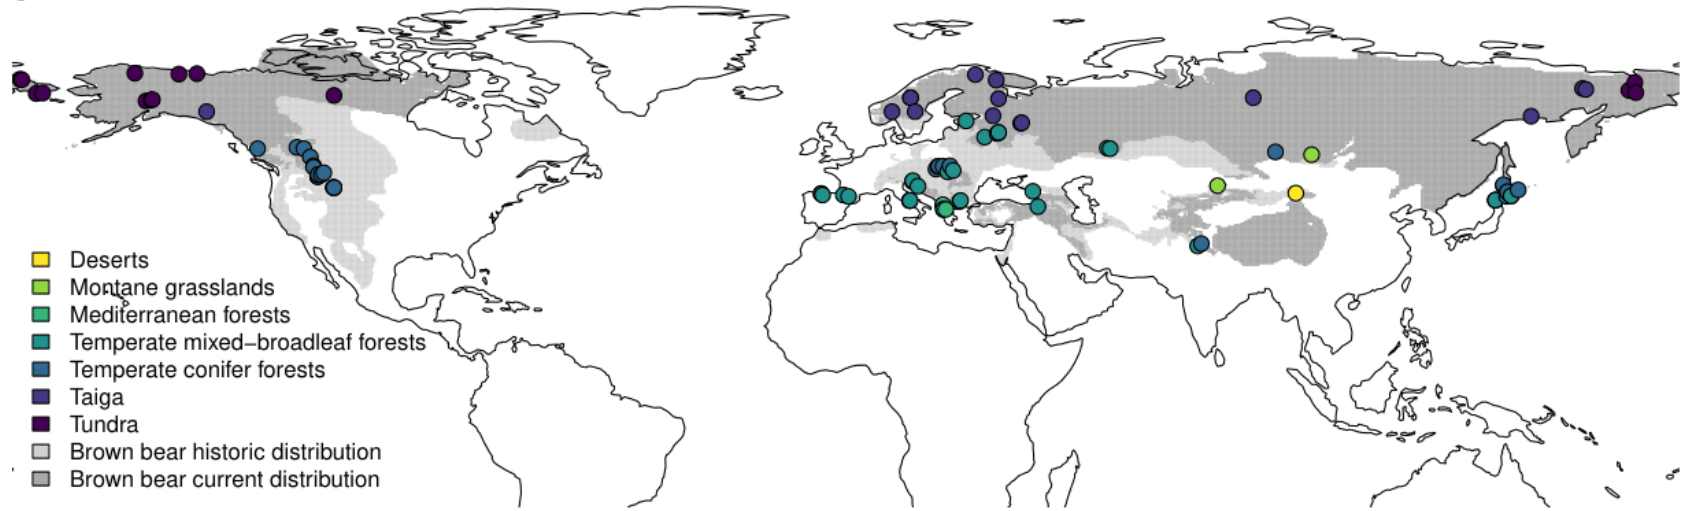 Deserts
Montane grasslands
Mediterranean forests
Temperate mixed−broadleaf forests
Temperate conifer forests
Taiga
Tundra
Brown bear historic distribution
Brown bear current distribution